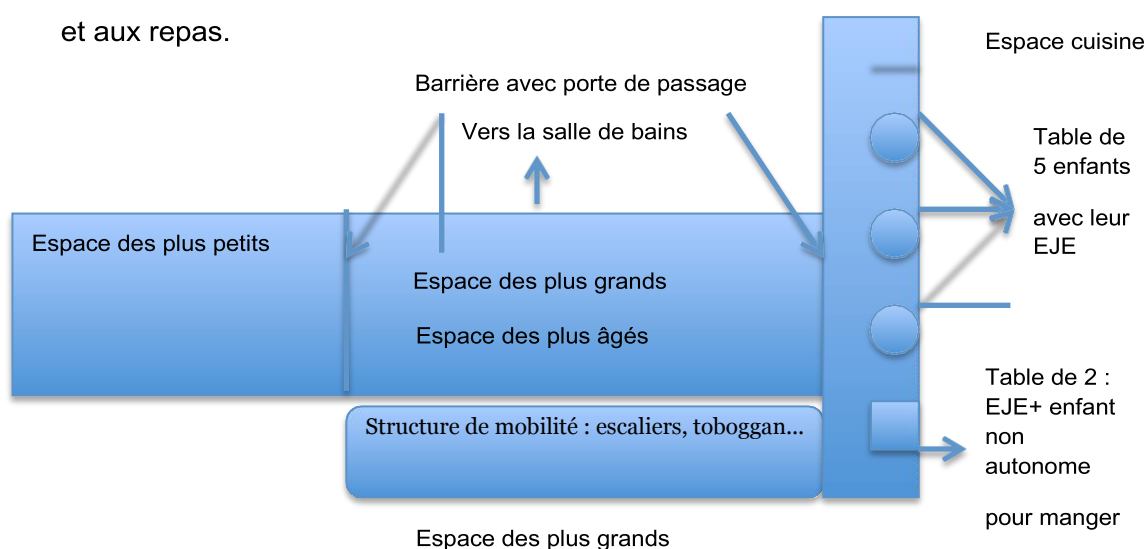 et aux repas.
Espace cuisine
Barrière avec porte de passage
Vers la salle de bains
Table de
5 enfants
avec leur
EJE
Espace des plus petits
Espace des plus grands
Espace des plus âgés
Table de 2 :
EJE+ enfant
non
autonome
pour manger
Structure de mobilité : escaliers, toboggan...
Espace des plus grands